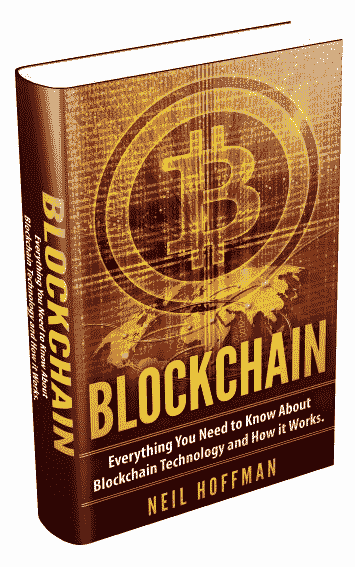 BLOCKCHAIN
Everything You Need to Know About
Blockchain Technology and How it Works.
BLOCKCHAIN
Everything You Need to Know About
Blockchain Technology and How it Works.
NEIL HOFFMAN